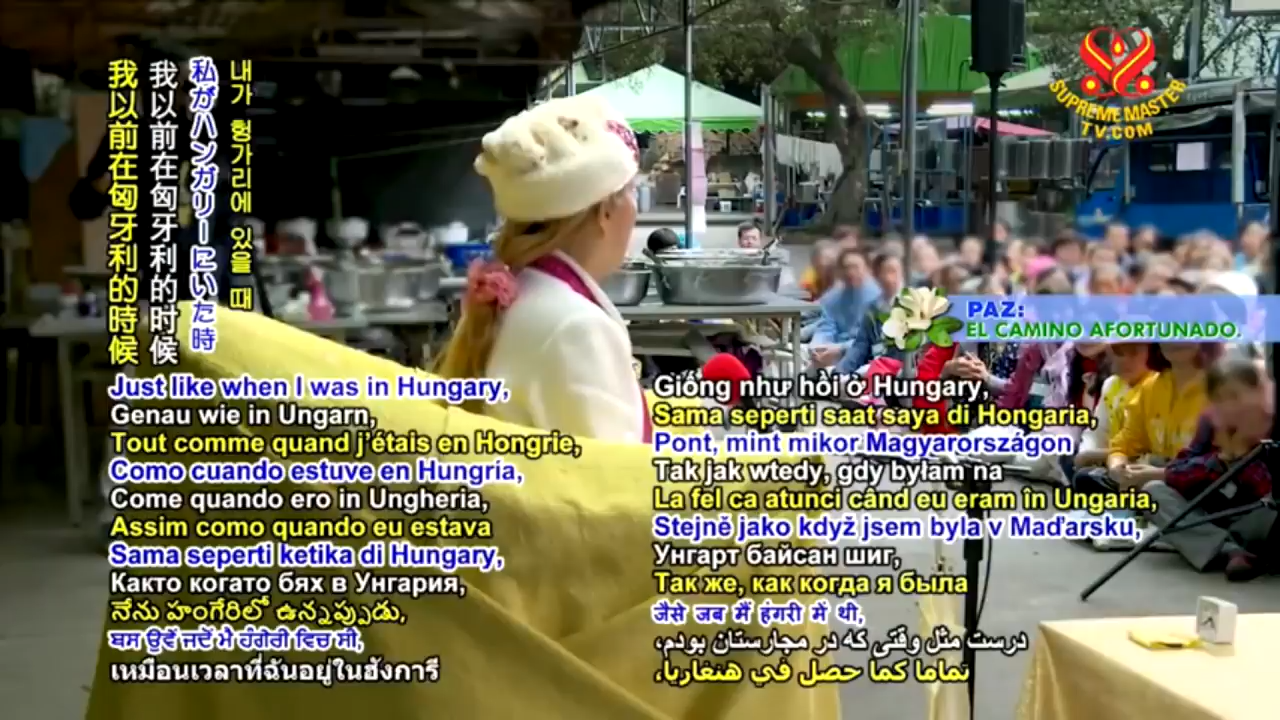 SUPREME MASTER
TV.COM
내가 헝가리에 있을 때
私がハンガリーにいた時
我以前在匈牙利的时候
我以前在匈牙利的時候
PAZ:
EL CAMINO AFORTUNADO.
Just like when I was in Hungary,
Genau wie in Ungarn,
Tout comme quand j'étais en Hongrie,
Como cuando estuve en Hungría,
Come quando ero in Ungheria,
Assim como quando eu estava
Sama seperti ketika di Hungary,
Както когато бях в Унгария,
నేను హంగేరిలో ఉన్నప్పుడు,
ਬਸ ਉਵੇਂ ਜਦੋਂ ਮੈਂ ਹੰਗੇਰੀ ਵਿਚ ਸੀ,
เหมือนเวลาที่ฉันอยู่ในฮังการี
Giống như hồi ở Hungary,
Sama seperti saat saya di Hongaria,
Pont, mint mikor Magyarországon
Tak jak wtedy, gdy byłam na
La fel ca atunci când eu eram în Ungaria,
Stejně jako když jsem byla v Maďarsku,
Унгарт байсан шиг,
Так же, как когда я была
जैसे जब मैं हंगरी में थी,
درست مثل وقتی که در مجارستان بودم،
تماما كما حصل في هنغاريا،